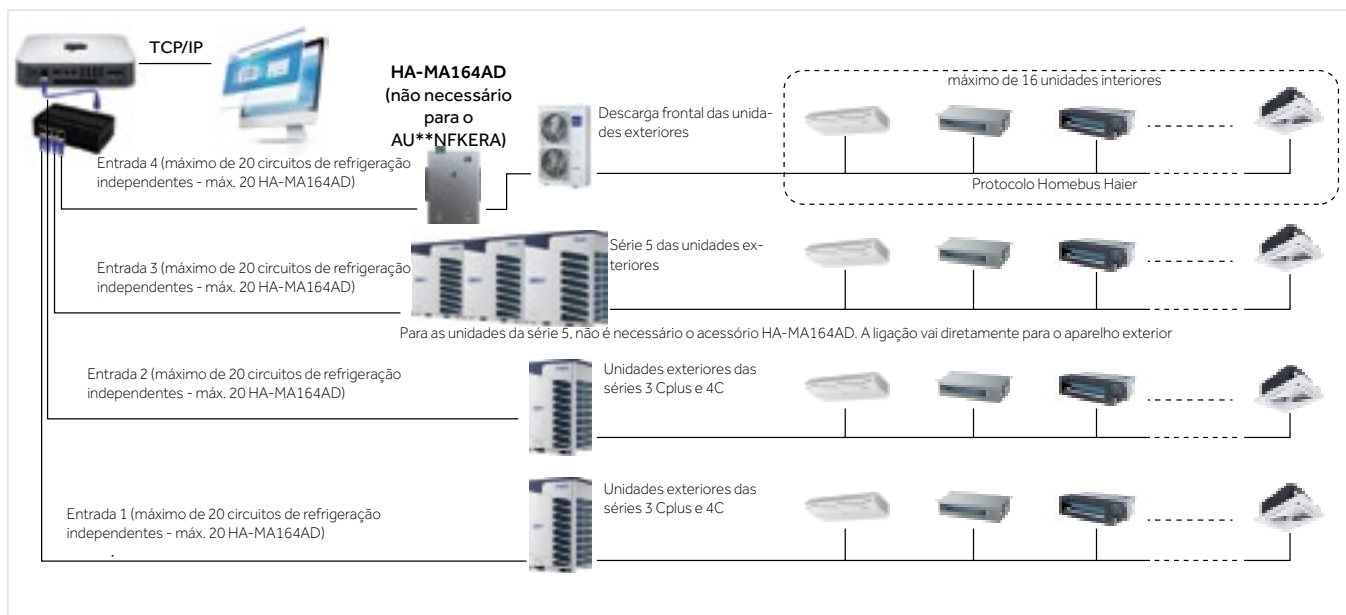 TCP/IP
HA-MA164AD
(não necessário
para o
AU**NFKERA)
Descarga frontal das unida-
des exteriores
máximo de 16 unidades interiores
Entrada 4 (máximo de 20 circuitos de refrigeração
independentes - máx. 20 HA-MA164AD)
Protocolo Homebus Haier
Entrada 3 (máximo de 20 circuitos de refrigeração
independentes - máx. 20 HA-MA164AD)
Série 5 das unidades ex-
teriores
Para as unidades da série 5, não é necessário o acessório HA-MA164AD. A ligação vai diretamente para o aparelho exterior
Entrada 2 (máximo de 20 circuitos de refrigeração
independentes - máx. 20 HA-MA164AD)
Unidades exteriores das
séries 3 Cplus e 4C
Entrada 1 (máximo de 20 circuitos de refrigeração
independentes - máx. 20 HA-MA164AD)
Unidades exteriores das
séries 3 Cplus e 4C